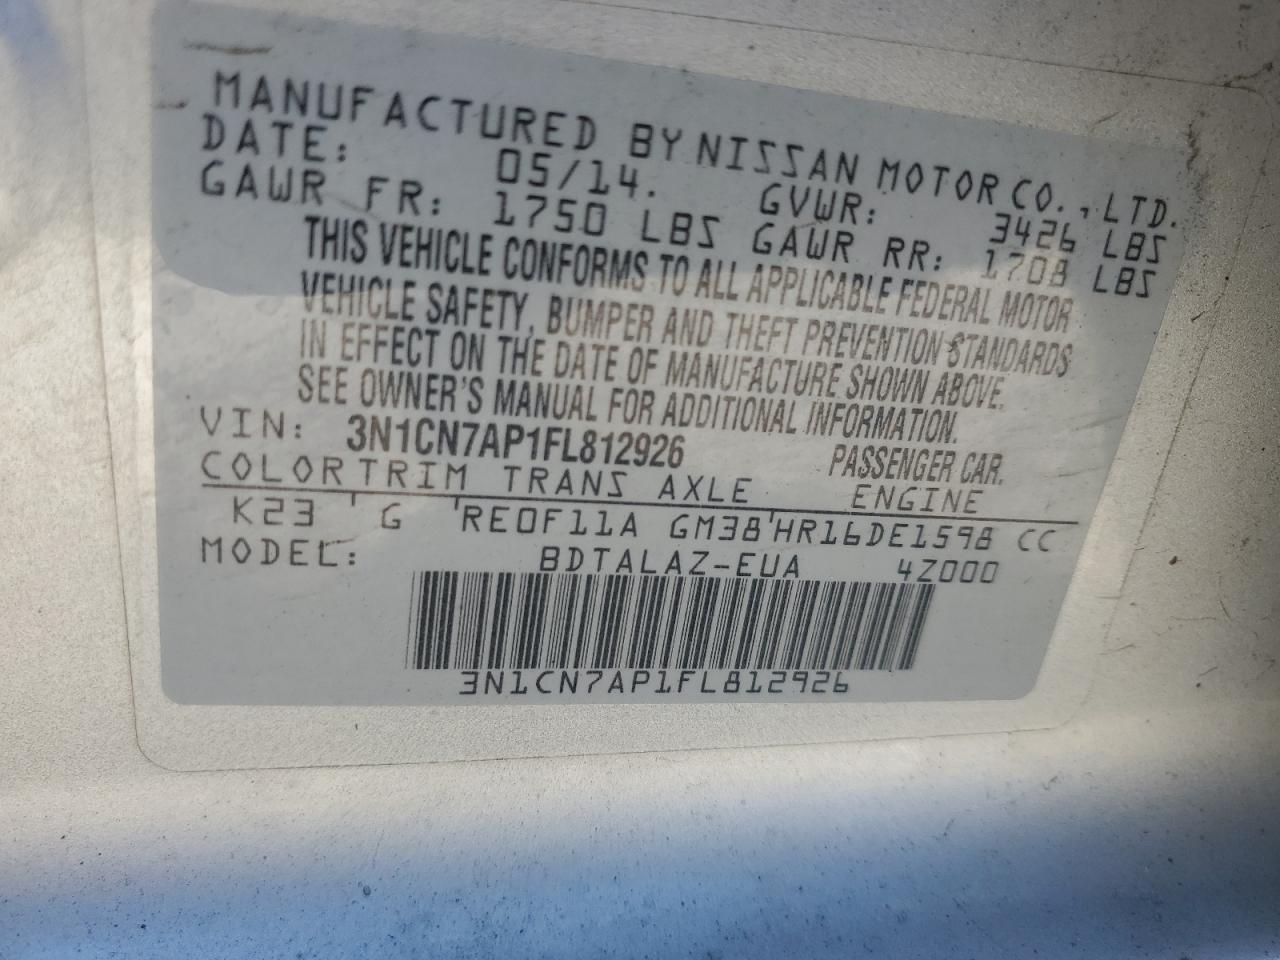 MANUFACTURED BY NISSAN MOTOR CO., LTD.
DATE: 05/14. GVWR: 3426 LBS
GAWR FR: 1750 LBS GAWR RR: 1708 LBS
THIS VEHICLE CONFORMS TO ALL APPLICABLE FEDERAL MOTOR
VEHICLE SAFETY, BUMPER AND THEFT PREVENTION STANDARDS
IN EFFECT ON THE DATE OF MANUFACTURE SHOWN ABOVE.
SEE OWNER'S MANUAL FOR ADDITIONAL INFORMATION.
VIN: 3N1CN7AP1FL812926 PASSENGER CAR.
COLOR TRIM TRANS AXLE ENGINE
K23 G RE0F11A GM38 HR16DE1598 CC
MODEL: BDTALAZ-EUA 4Z000
3N1CN7AP1FL812926